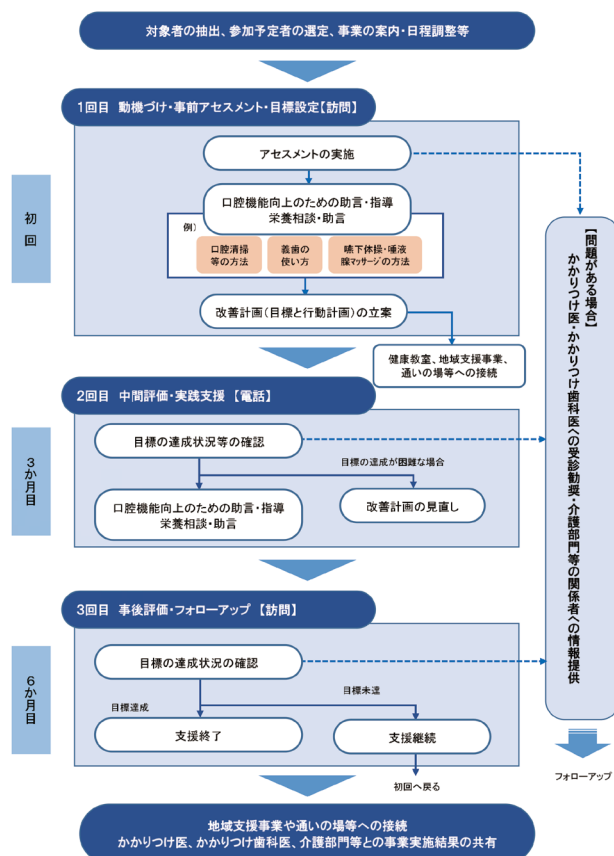 対象者の抽出、参加予定者の選定、事業の案内・日程調整等
1回目 動機づけ・事前アセスメント・目標設定【訪問】
初回
アセスメントの実施
口腔機能向上のための助言・指導
栄養相談・助言
例）
口腔清掃
等の方法
義歯の
使い方
嚥下体操・唾液
腺マッサージの方法
改善計画（目標と行動計画）の立案
健康教室、地域支援事業、
通いの場等への接続
2回目 中間評価・実践支援 【電話】
3か月目
目標の達成状況等の確認
目標の達成が困難な場合
口腔機能向上のための助言・指導
栄養相談・助言
改善計画の見直し
3回目 事後評価・フォローアップ 【訪問】
6か月目
目標の達成状況の確認
目標達成
目標未達
支援終了
支援継続
初回へ戻る
【問題がある場合】
かかりつけ医・かかりつけ歯科医への受診勧奨・介護部門等の関係者への情報提供
フォローアップ
地域支援事業や通いの場等への接続
かかりつけ医、かかりつけ歯科医、介護部門等との事業実施結果の共有